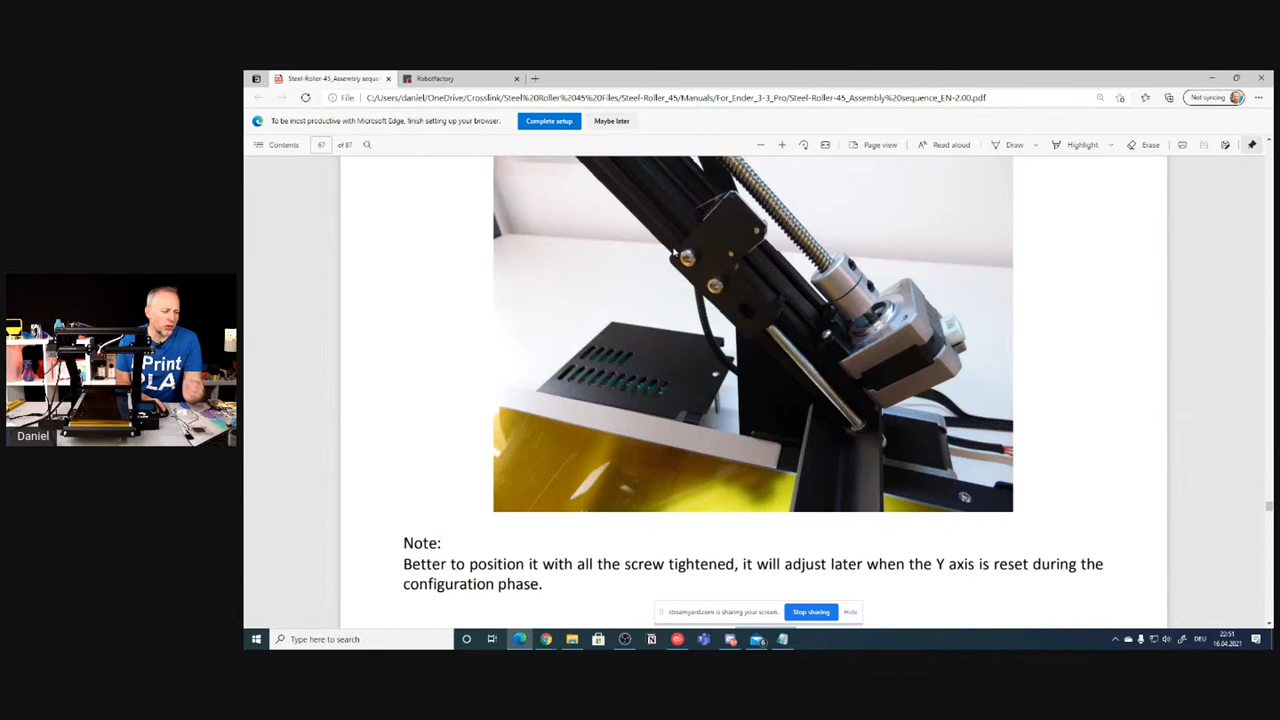 Steel-Roller-45_Assembly seque
Robotfactory
File
C:/Users/daniel/OneDrive/Crosslink/Steel%20Roller%2045%20Files/Steel-Roller_45/Manuals/For_Ender_3-3_Pro/Steel-Roller-45_Assembly%20sequence_EN-2.00.pdf
Not syncing
To be most productive with Microsoft Edge, finish setting up your browser.
Complete setup
Maybe later
Contents
67
of 87
Page view
Read aloud
Draw
Highlight
Erase
Print
PLA
Daniel
Note:
Better to position it with all the screw tightened, it will adjust later when the Y axis is reset during the
configuration phase.
streamyard.com is sharing your screen.
Stop sharing
Hide
Type here to search
DEU
22:51
16.04.2021